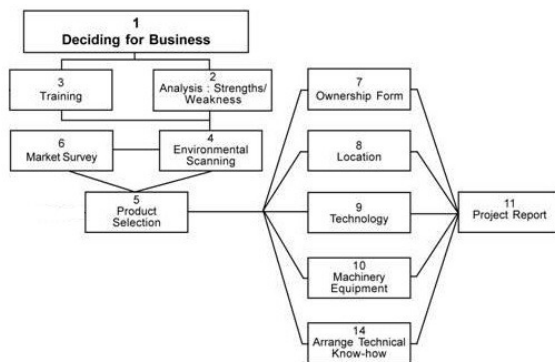 1
Deciding for Business
3
Training
2
Analysis : Strengths/
Weakness
6
Market Survey
4
Environmental
Scanning
5
Product
Selection
7
Ownership Form
8
Location
9
Technology
10
Machinery
Equipment
14
Arrange Technical
Know-how
11
Project Report